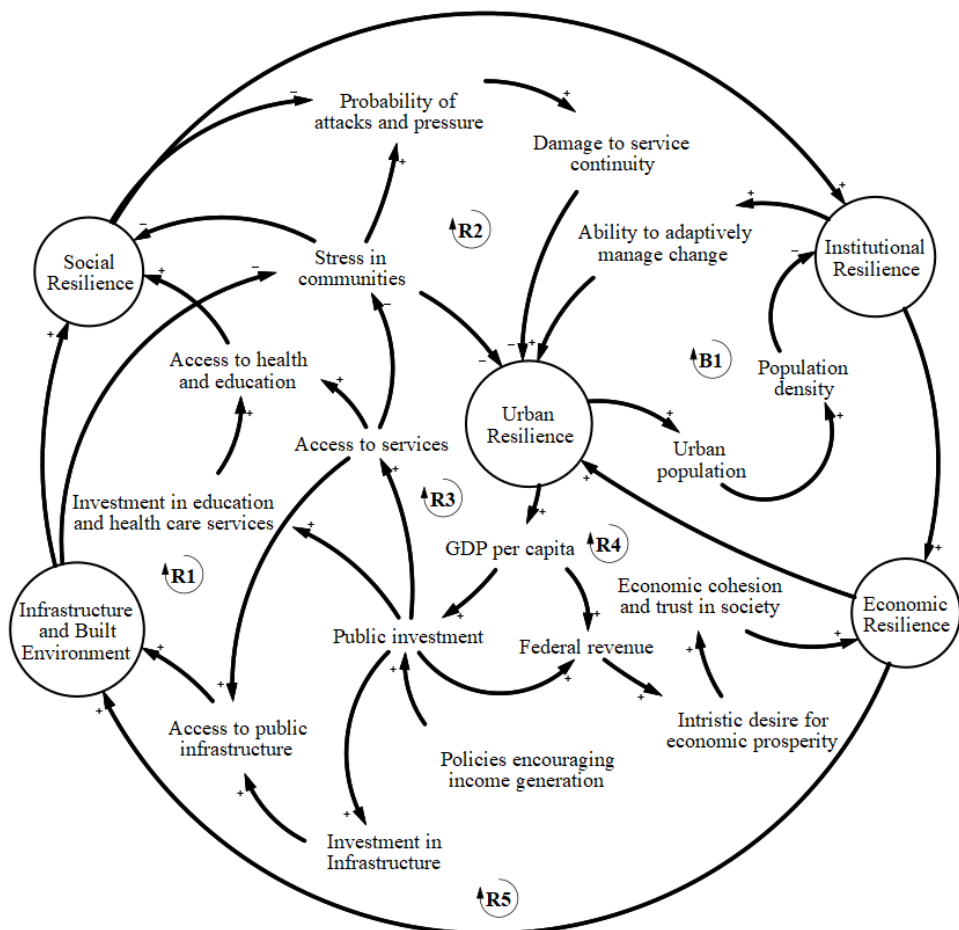 Probability of
attacks and pressure
Damage to service
continuity
R2
Ability to adaptively
manage change
Social
Resilience
Stress in
communities
Institutional
Resilience
Access to health
and education
B1
Population
density
Urban
Resilience
Access to services
Urban
population
Investment in education
and health care services
R3
GDP per capita
R4
R1
Infrastructure
and Built
Environment
Public investment
Federal revenue
Economic cohesion
and trust in society
Economic
Resilience
Access to public
infrastructure
Policies encouraging
income generation
Intristic desire for
economic prosperity
Investment in
Infrastructure
R5